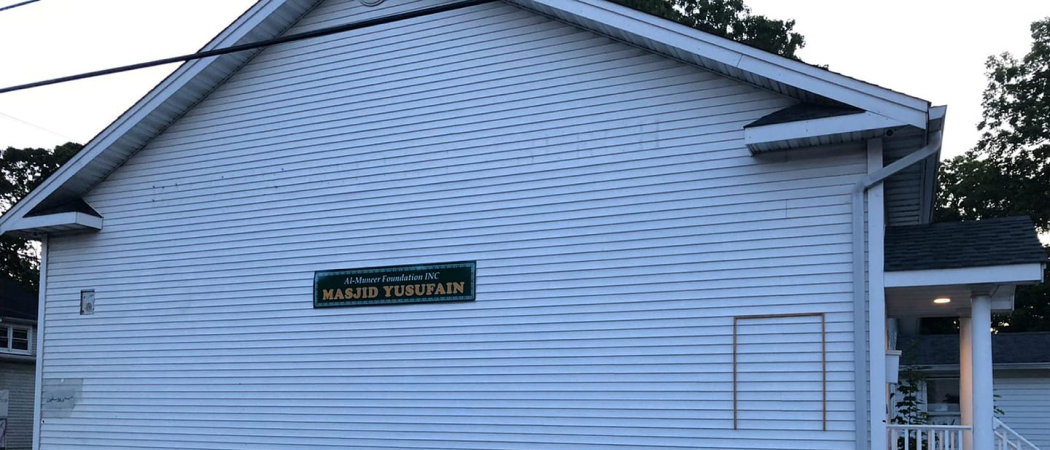 Al-Muneer Foundation INC
MASJID YUSUFAIN